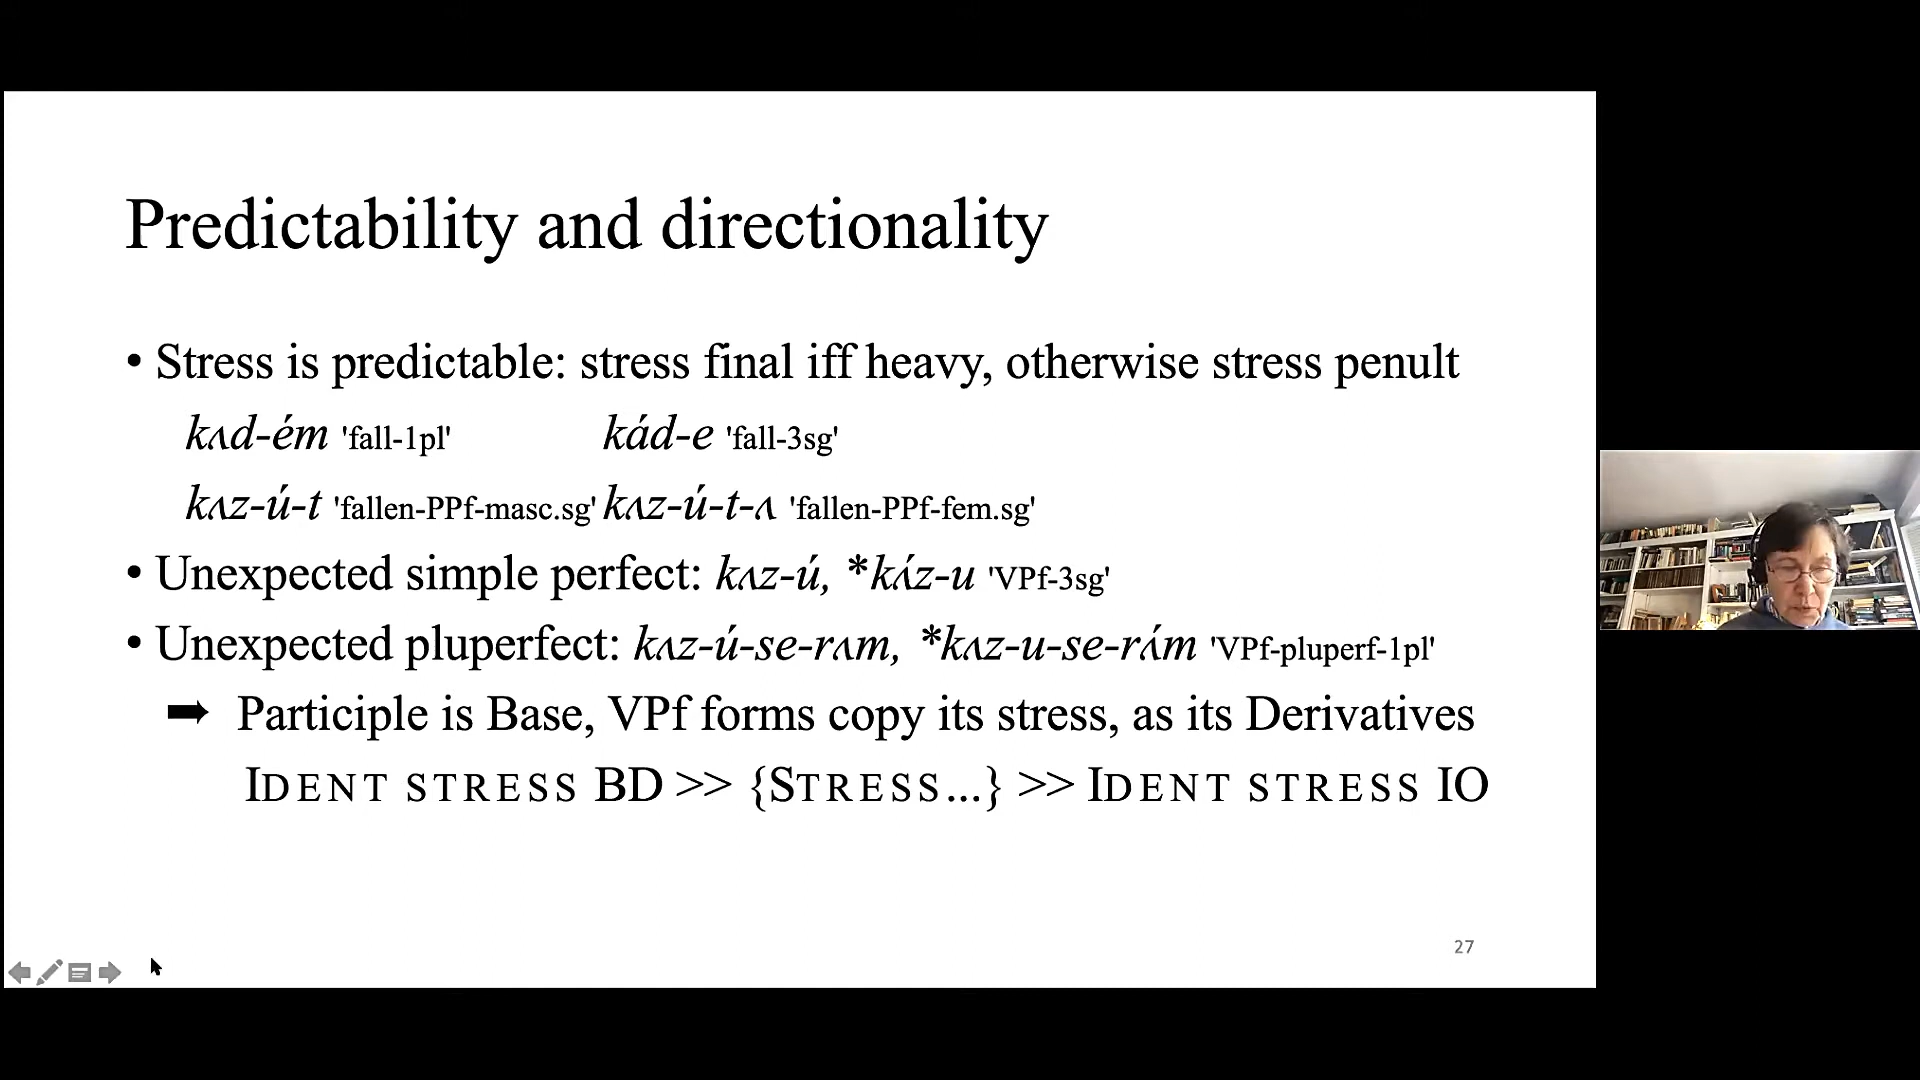 Predictability and directionality
• Stress is predictable: stress final iff heavy, otherwise stress penult
kʌd-ém 'fall-1pl' kád-e 'fall-3sg'
kʌz-ú-t 'fallen-PPf-masc.sg' kʌz-ú-t-ʌ 'fallen-PPf-fem.sg'
• Unexpected simple perfect: kʌz-ú, *kʌ́z-u 'VPf-3sg'
• Unexpected pluperfect: kʌz-ú-se-rʌm, *kʌz-u-se-rʌ́m 'VPf-pluperf-1pl'
➡ Participle is Base, VPf forms copy its stress, as its Derivatives
IDENT STRESS BD >> {STRESS...} >> IDENT STRESS IO
27